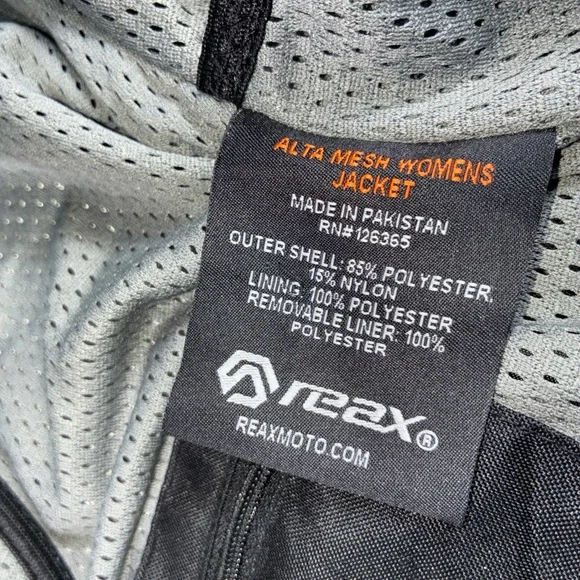 ALTA MESH WOMENS
JACKET
MADE IN PAKISTAN
RN#126365
OUTER SHELL: 85% POLYESTER,
15% NYLON
LINING: 100% POLYESTER
REMOVABLE LINER: 100%
POLYESTER
reax®
REAXMOTO.COM